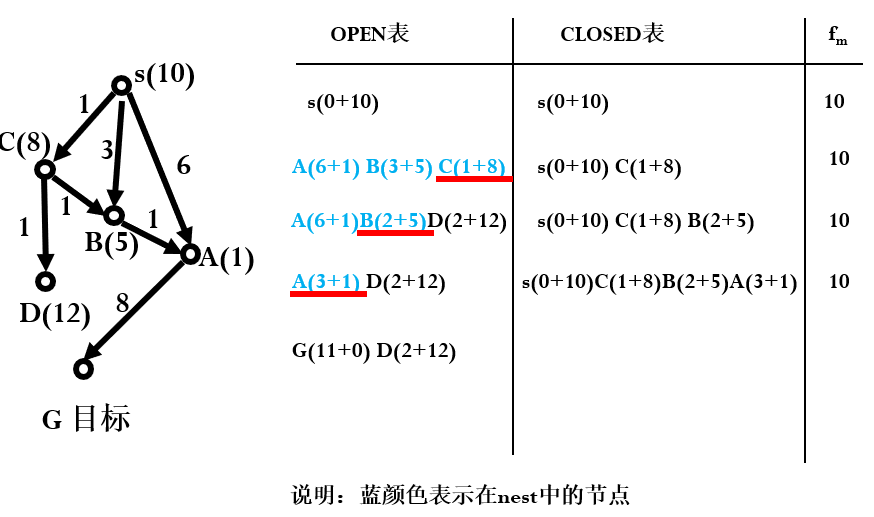 OPEN表 CLOSED表 fm
s(10)
1
C(8)
3
6
1
1
1
B(5)
A(1)
D(12)
8
G 目标
s(0+10) s(0+10) 10
A(6+1) B(3+5) C(1+8) s(0+10) C(1+8) 10
A(6+1)B(2+5)D(2+12) s(0+10) C(1+8) B(2+5) 10
A(3+1) D(2+12) s(0+10)C(1+8)B(2+5)A(3+1) 10
G(11+0) D(2+12)
说明：蓝颜色表示在nest中的节点